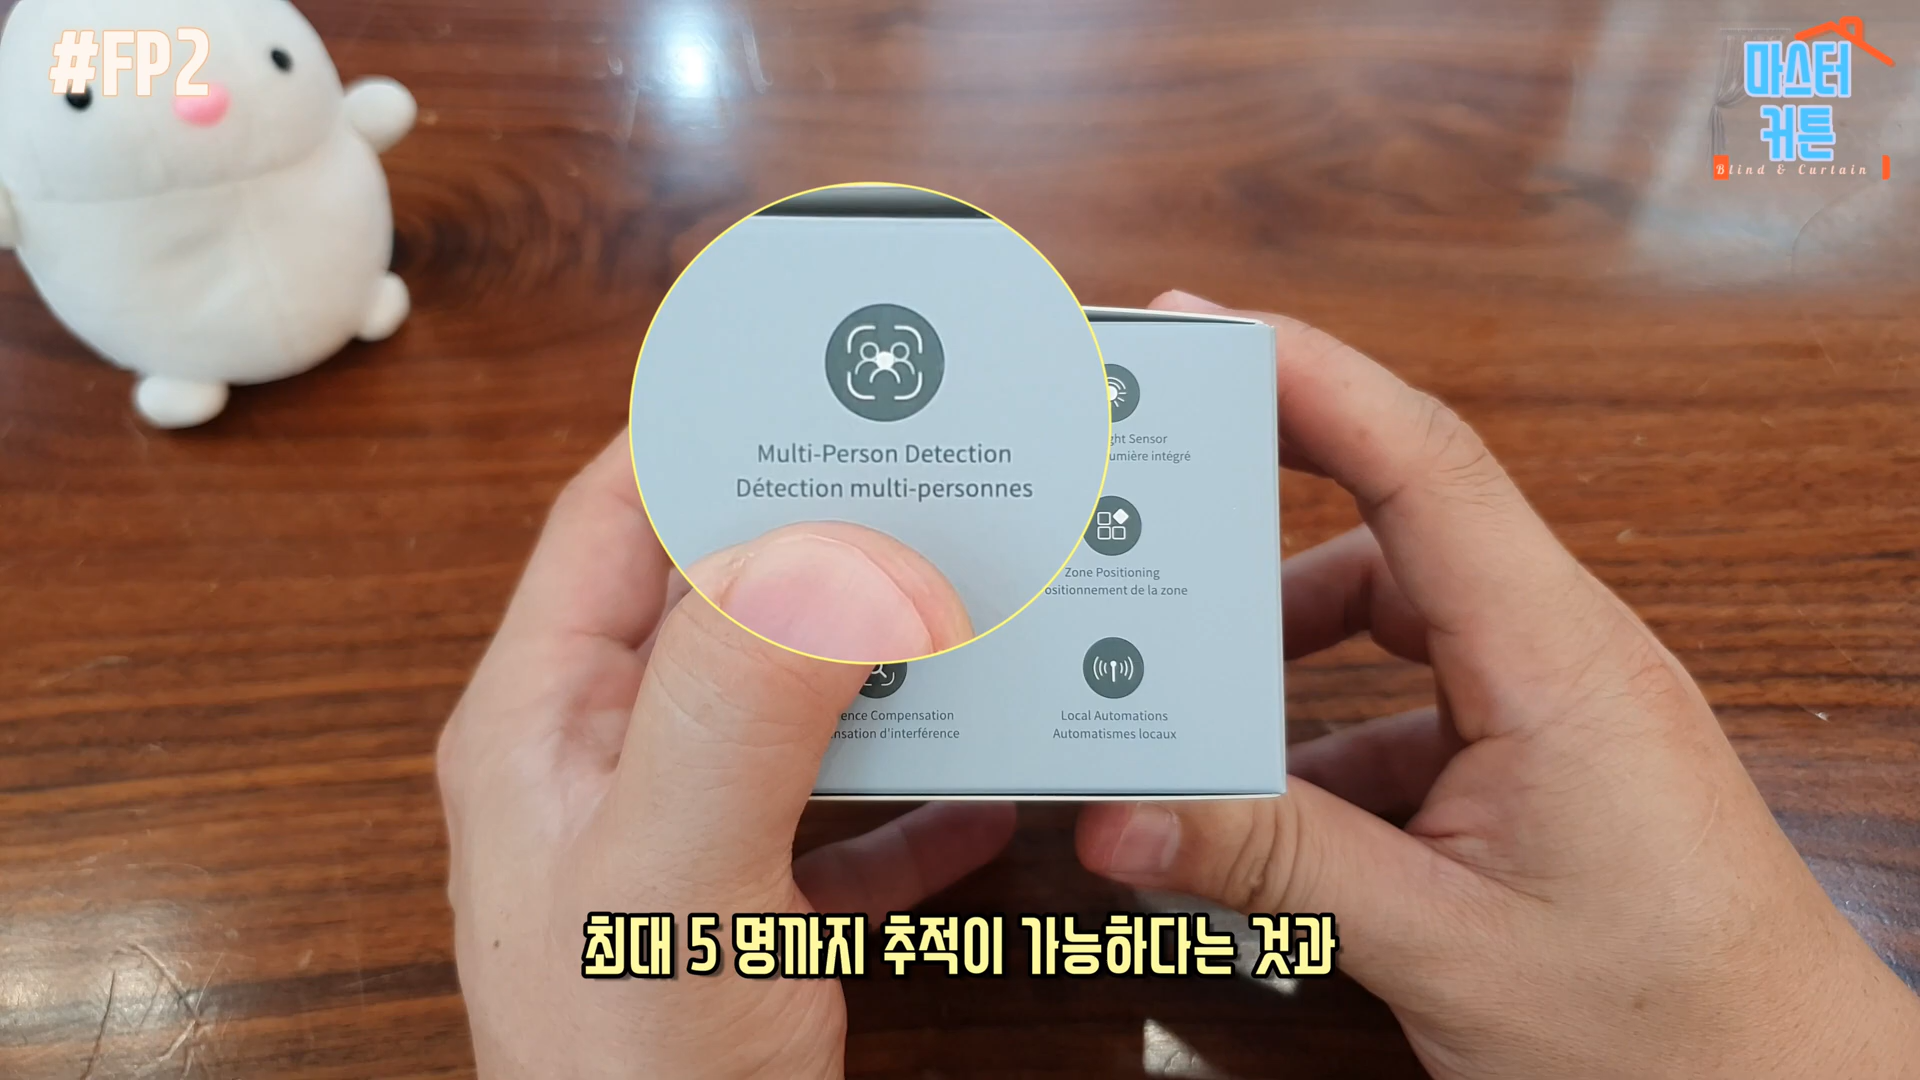 #FP2
마스터
커튼
Blind & Curtain
Multi-Person Detection
Détection multi-personnes
ght Sensor
umière intégré
Zone Positioning
ositionnement de la zone
ence Compensation
nsation d'interférence
Local Automations
Automatismes locaux
최대 5 명까지 추적이 가능하다는 것과